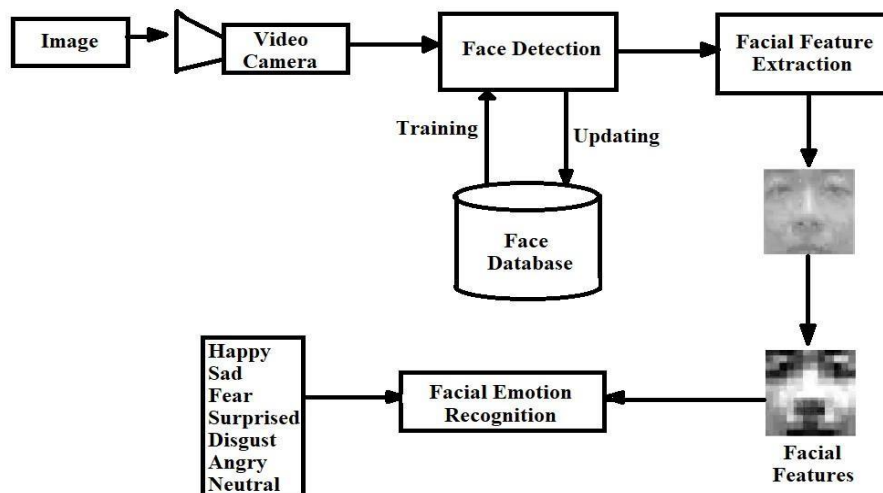 Image
Video
Camera
Face Detection
Facial Feature
Extraction
Training
Updating
Face
Database
Happy
Sad
Fear
Surprised
Disgust
Angry
Neutral
Facial Emotion
Recognition
Facial
Features